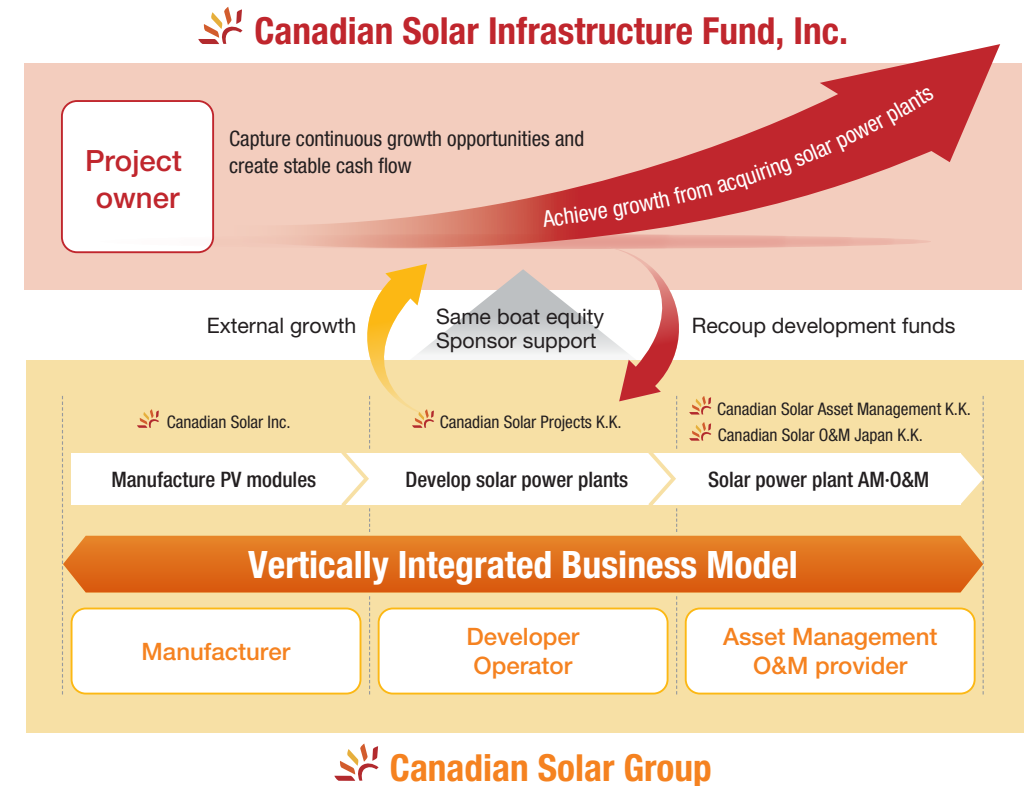 Canadian Solar Infrastructure Fund, Inc.
Project
owner
Capture continuous growth opportunities and
create stable cash flow
Achieve growth from acquiring solar power plants
External growth
Same boat equity
Sponsor support
Recoup development funds
Canadian Solar Inc.
Canadian Solar Projects K.K.
Canadian Solar Asset Management K.K.
Canadian Solar O&M Japan K.K.
Manufacture PV modules
Develop solar power plants
Solar power plant AM·O&M
Vertically Integrated Business Model
Manufacturer
Developer
Operator
Asset Management
O&M provider
Canadian Solar Group